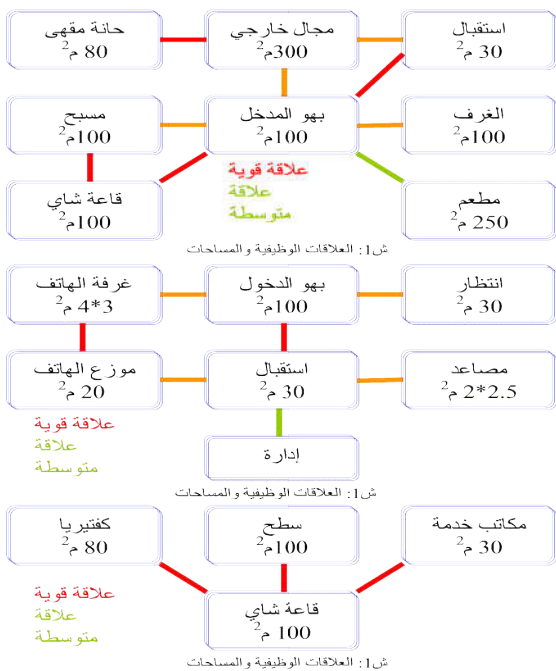 استقبال
30 م2
مجال خارجي
300م2
حانة مقهى
80 م2
الغرف
100م2
بهو المدخل
100م2
مسبح
100م2
مطعم
250 م2
قاعة شاي
100م2
علاقة قوية
علاقة
متوسطة
ش1: العلاقات الوظيفية والمساحات
انتظار
30 م2
بهو الدخول
100م2
غرفة الهاتف
3*4 م2
مصاعد
2.5*2 م2
استقبال
30 م2
موزع الهاتف
20 م2
إدارة
علاقة قوية
علاقة
متوسطة
ش1: العلاقات الوظيفية والمساحات
مكاتب خدمة
30 م2
سطح
100م2
كفتيريا
80 م2
قاعة شاي
100 م2
علاقة قوية
علاقة
متوسطة
ش1: العلاقات الوظيفية والمساحات